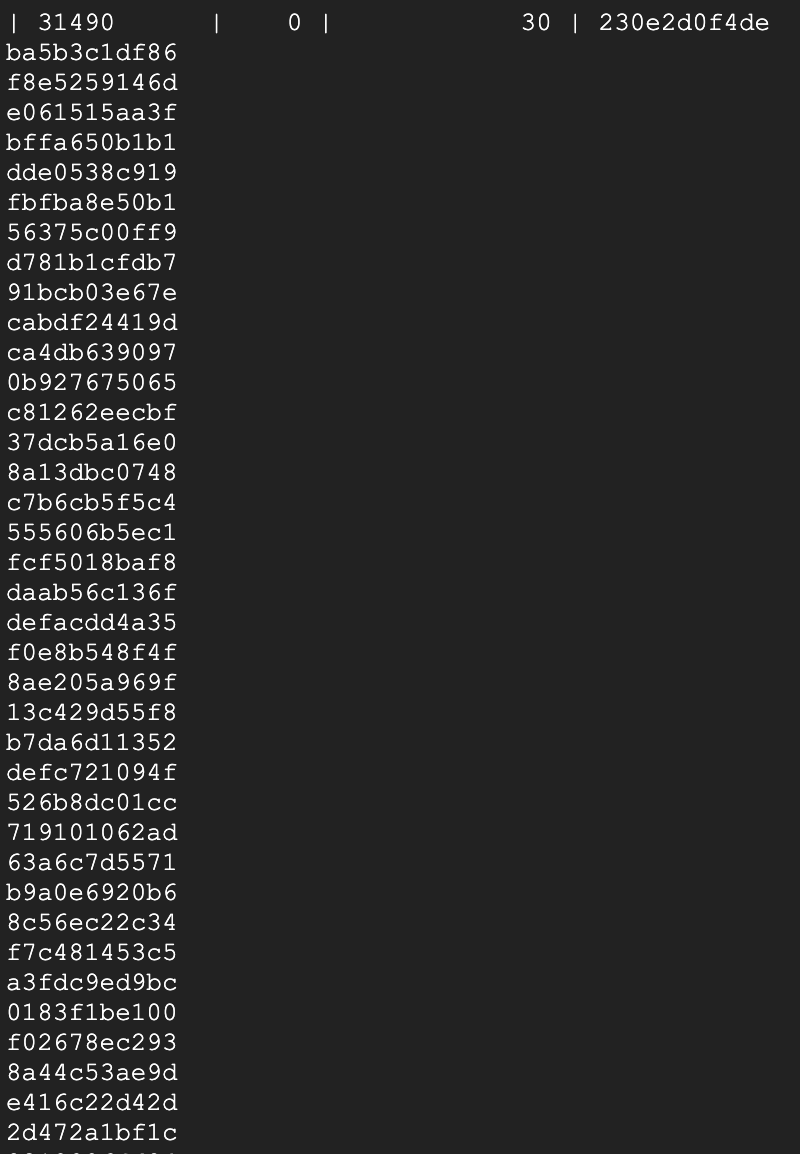 | 31490 | 0 | 30 | 230e2d0f4de
ba5b3c1df86
f8e5259146d
e061515aa3f
bffa650b1b1
dde0538c919
fbfba8e50b1
56375c00ff9
d781b1cfdb7
91bcb03e67e
cabdf24419d
ca4db639097
0b927675065
c81262eecbf
37dcb5a16e0
8a13dbc0748
c7b6cb5f5c4
555606b5ec1
fcf5018baf8
daab56c136f
defacdd4a35
f0e8b548f4f
8ae205a969f
13c429d55f8
b7da6d11352
defc721094f
526b8dc01cc
719101062ad
63a6c7d5571
b9a0e6920b6
8c56ec22c34
f7c481453c5
a3fdc9ed9bc
0183f1be100
f02678ec293
8a44c53ae9d
e416c22d42d
2d472a1bf1c